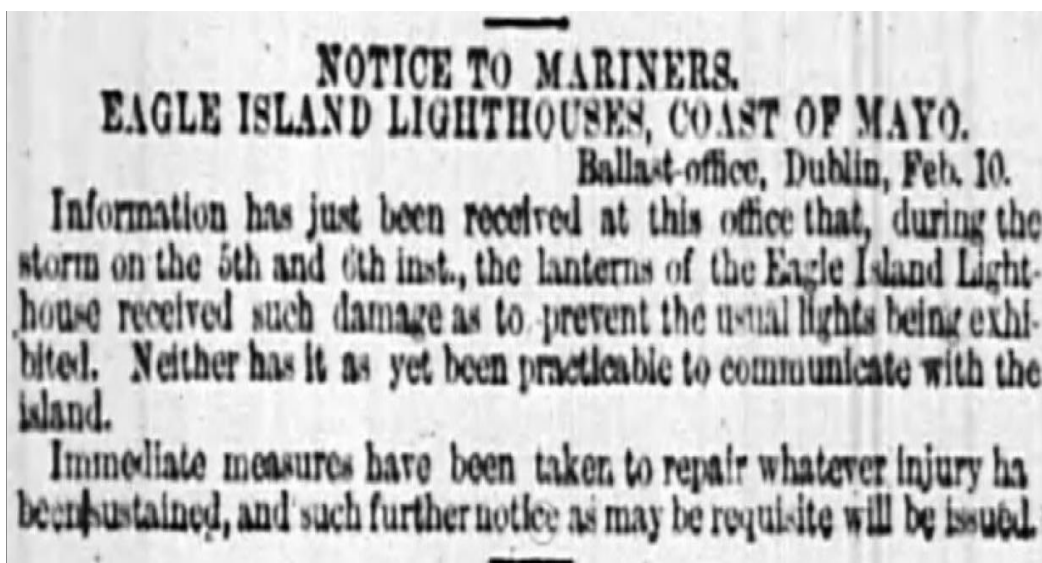 NOTICE TO MARINERS.
EAGLE ISLAND LIGHTHOUSES, COAST OF MAYO.
Ballast-office, Dublin, Feb. 10.
Information has just been received at this office that, during the
storm on the 5th and 6th inst., the lanterns of the Eagle Island Light-
house received such damage as to prevent the usual lights being exhi-
bited. Neither has it as yet been practicable to communicate with the
island.
Immediate measures have been taken to repair whatever injury ha
been sustained, and such further notice as may be requisite will be issued.